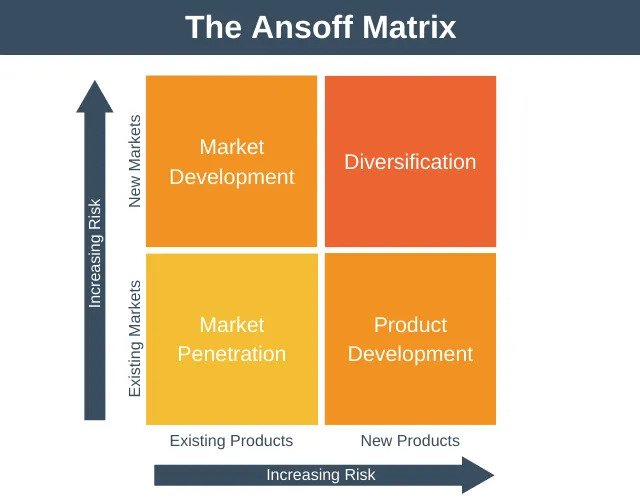 The Ansoff Matrix
Increasing Risk
New Markets
Market
Development
Diversification
Existing Markets
Market
Penetration
Product
Development
Existing Products
New Products
Increasing Risk